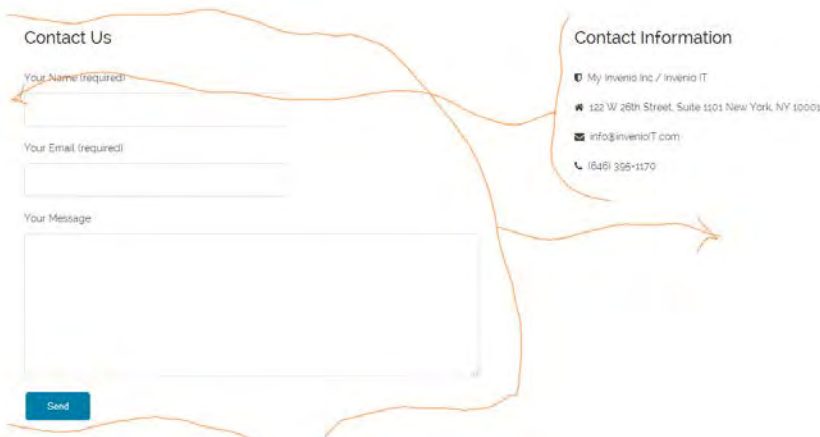 Contact Us
Your Name (required)
Your Email (required)
Your Message
Send
Contact Information
My Invenio Inc / Invenio IT
122 W 26th Street, Suite 1101 New York, NY 10001
info@invenioIT.com
(646) 395-1170